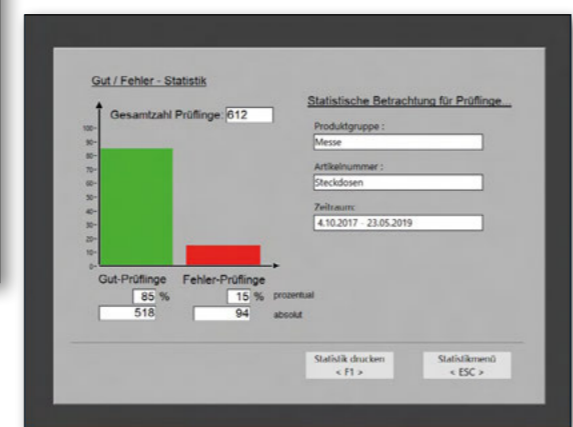 Gut / Fehler - Statistik
Gesamtzahl Prüflinge: 612
100-
90-
80-
70-
60-
50-
40-
30-
20-
10-
0-
Gut-Prüflinge Fehler-Prüflinge
85 % 15 % prozentual
518 94 absolut
Statistische Betrachtung für Prüflinge...
Produktgruppe :
Messe
Artikelnummer :
Steckdosen
Zeitraum:
4.10.2017 - 23.05.2019
Statistik drucken
< F1 >
Statistikmenü
< ESC >